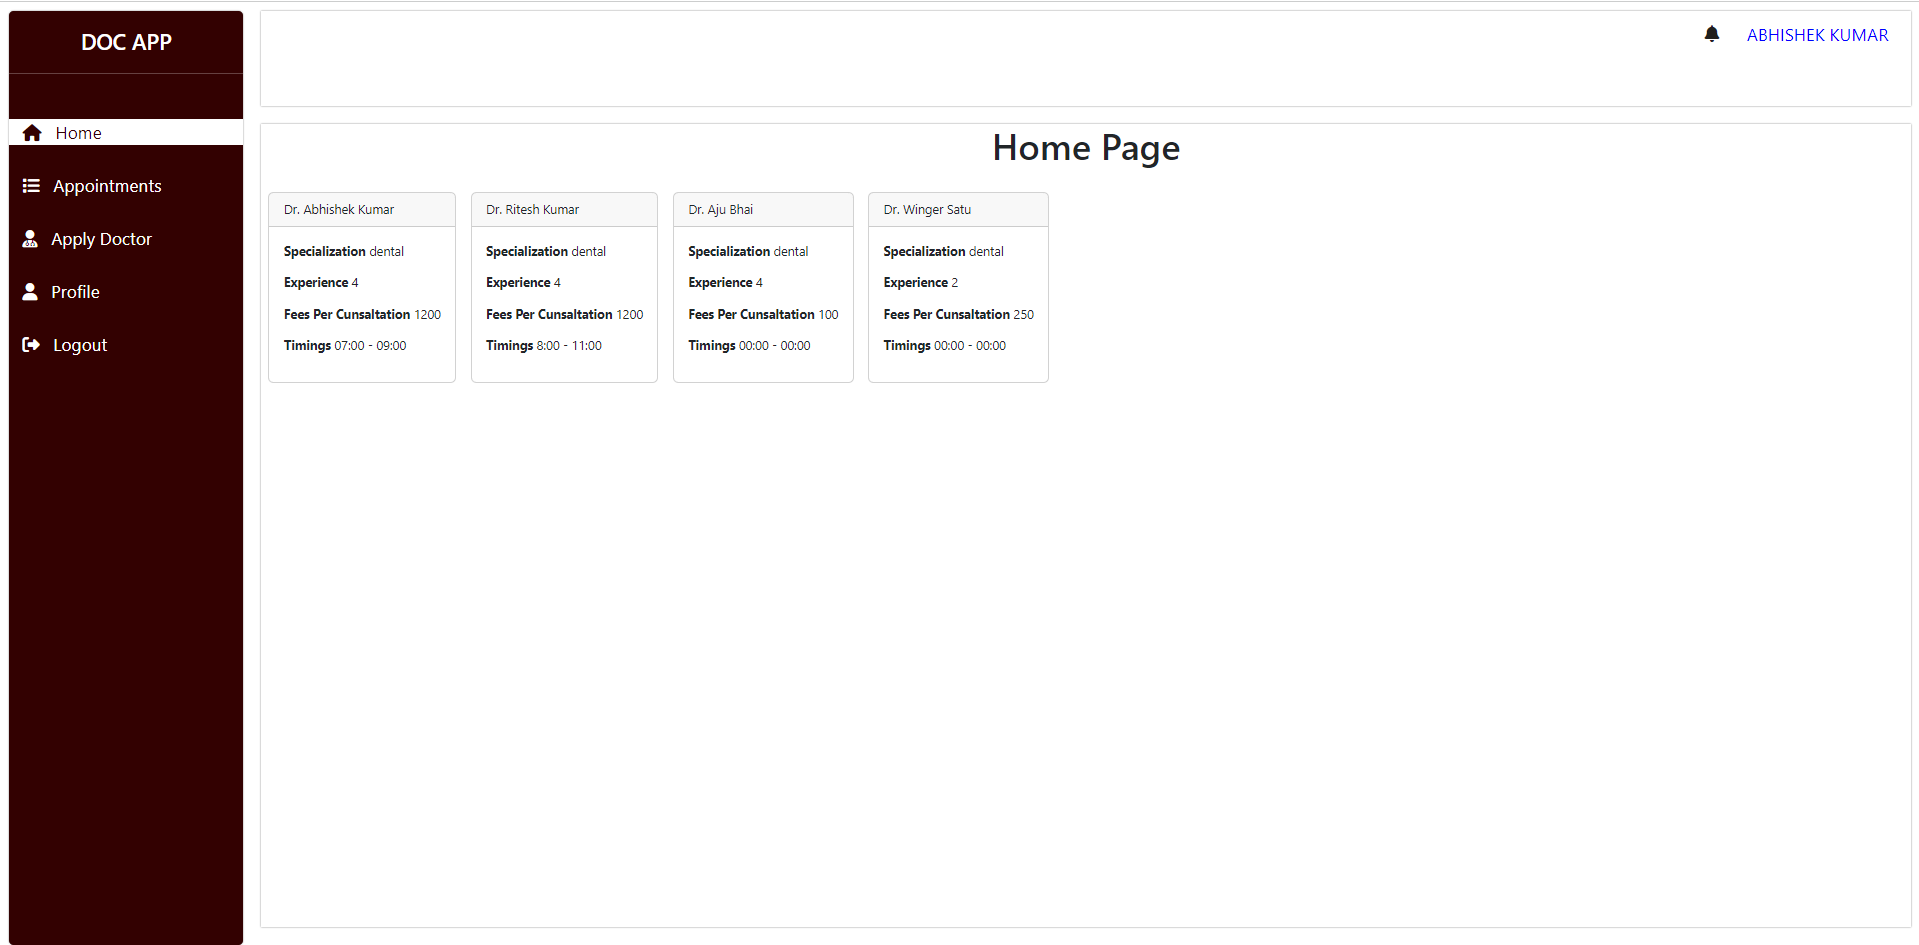 DOC APP
Home
Appointments
Apply Doctor
Profile
Logout
ABHISHEK KUMAR
Home Page
Dr. Abhishek Kumar
Specialization dental
Experience 4
Fees Per Cunsaltation 1200
Timings 07:00 - 09:00
Dr. Ritesh Kumar
Specialization dental
Experience 4
Fees Per Cunsaltation 1200
Timings 8:00 - 11:00
Dr. Aju Bhai
Specialization dental
Experience 4
Fees Per Cunsaltation 100
Timings 00:00 - 00:00
Dr. Winger Satu
Specialization dental
Experience 2
Fees Per Cunsaltation 250
Timings 00:00 - 00:00